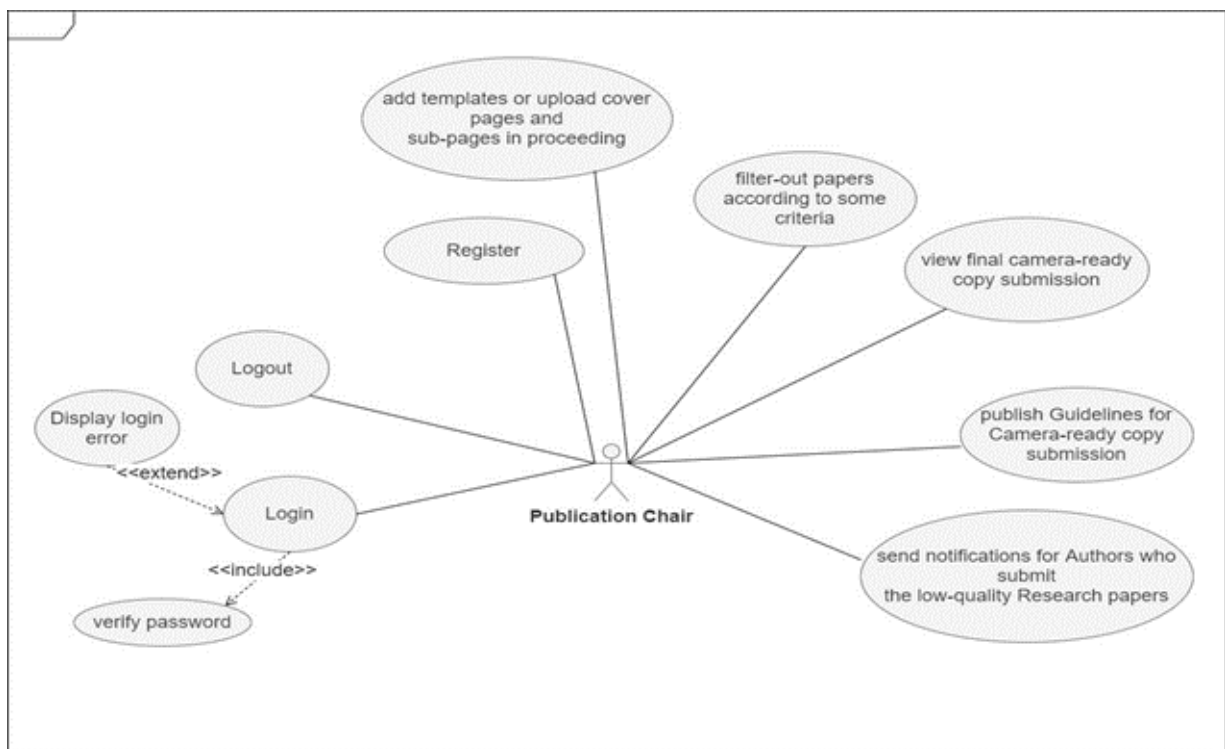 add templates or upload cover
pages and
sub-pages in proceeding
filter-out papers
according to some
criteria
Register
view final camera-ready
copy submission
Logout
Display login
error
<<extend>>
publish Guidelines for
Camera-ready copy
submission
Login
Publication Chair
<<include>>
send notifications for Authors who
submit
the low-quality Research papers
verify password